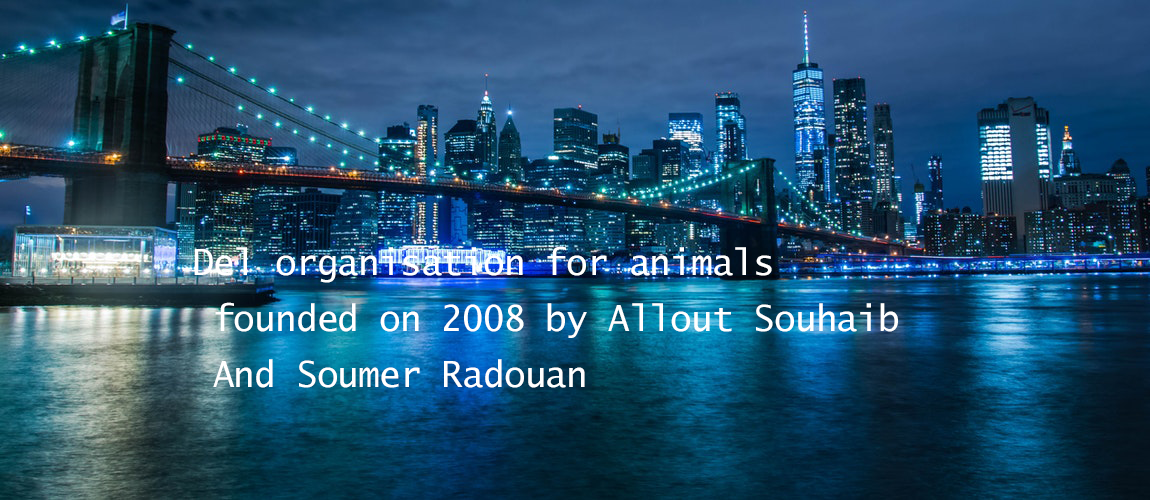 Del organisation for animals
founded on 2008 by Allout Souhaib
And Soumer Radouan